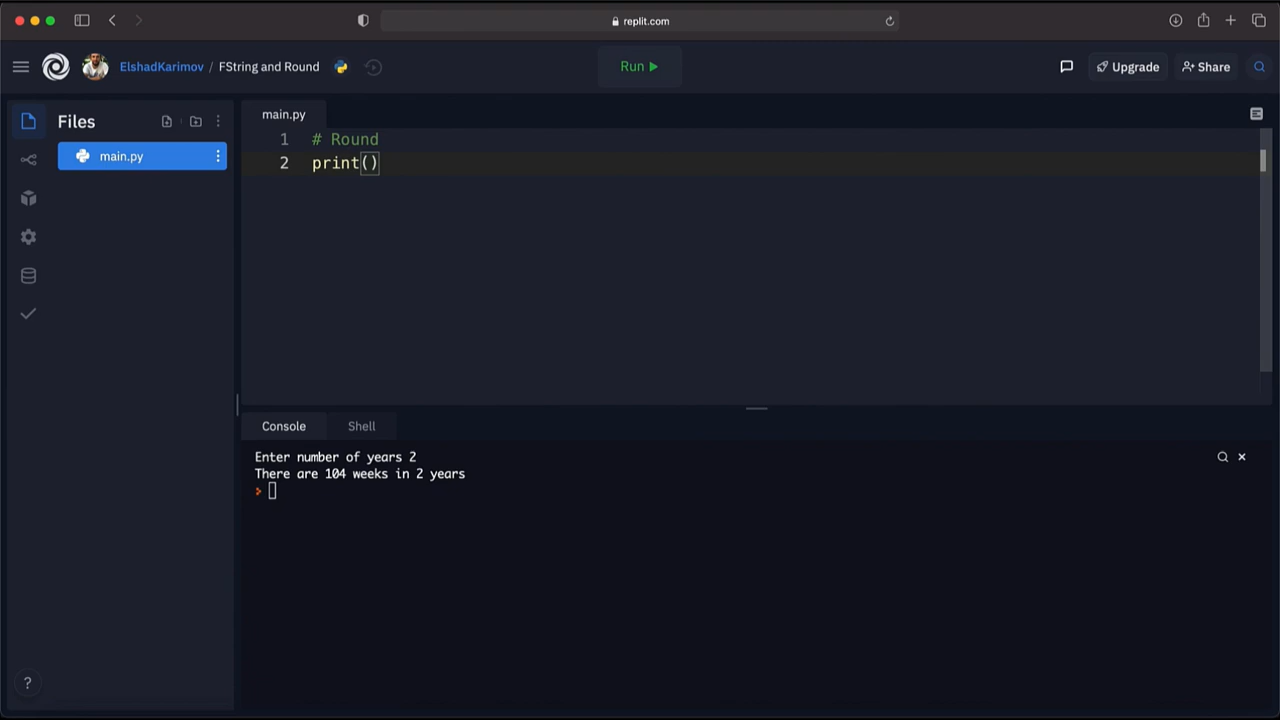 replit.com
ElshadKarimov / FString and Round
Run
Upgrade
Share
Files
main.py
main.py
1 # Round
2 print()
Console
Shell
Enter number of years 2
There are 104 weeks in 2 years
?